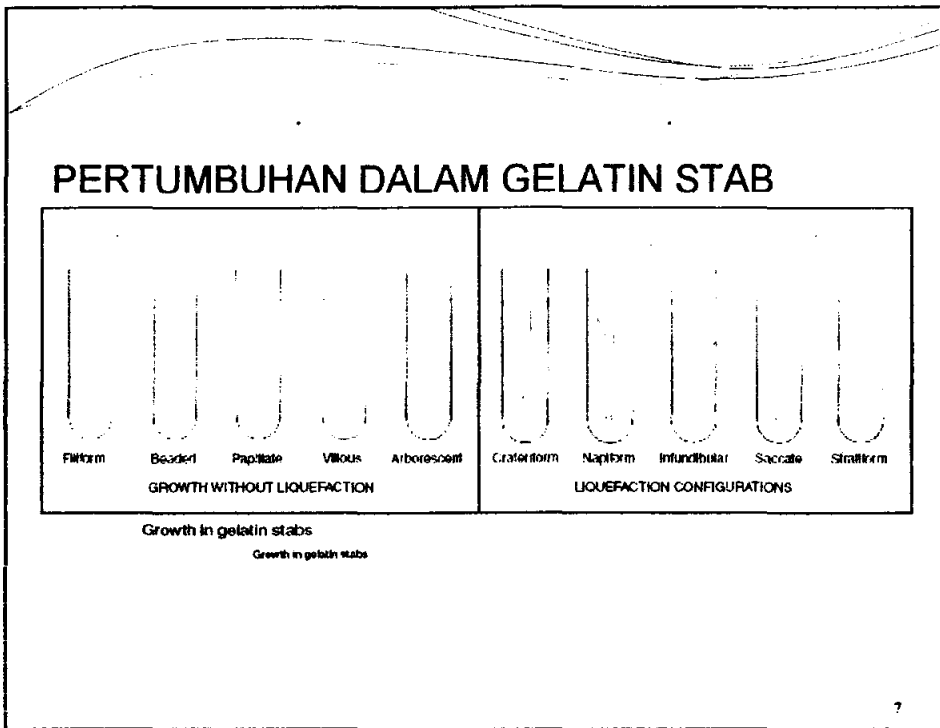 PERTUMBUHAN DALAM GELATIN STAB
Filiform Beaded Papillate Villous Arborescent Crateriform Napiform Infundibular Saccate Stratiform
GROWTH WITHOUT LIQUEFACTION LIQUEFACTION CONFIGURATIONS
Growth in gelatin stabs
Growth in gelatin stabs
7